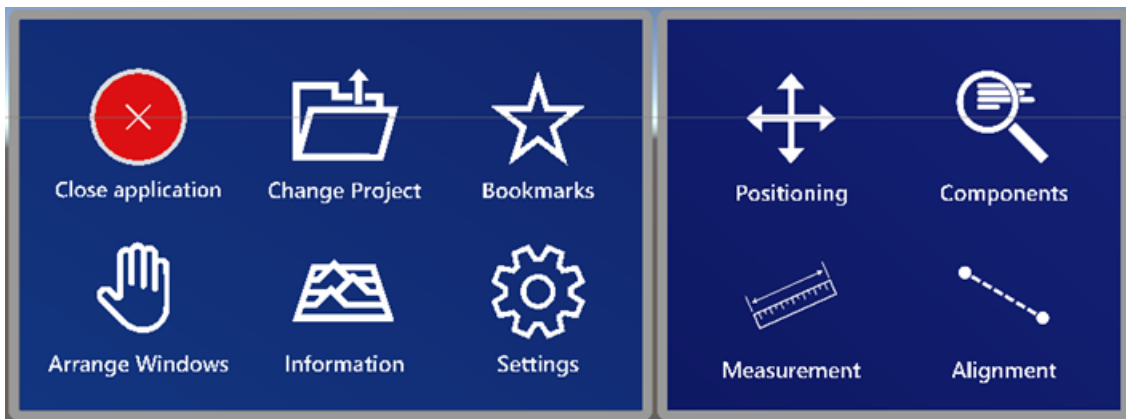 Close application
Change Project
Bookmarks
Positioning
Components
Arrange Windows
Information
Settings
Measurement
Alignment